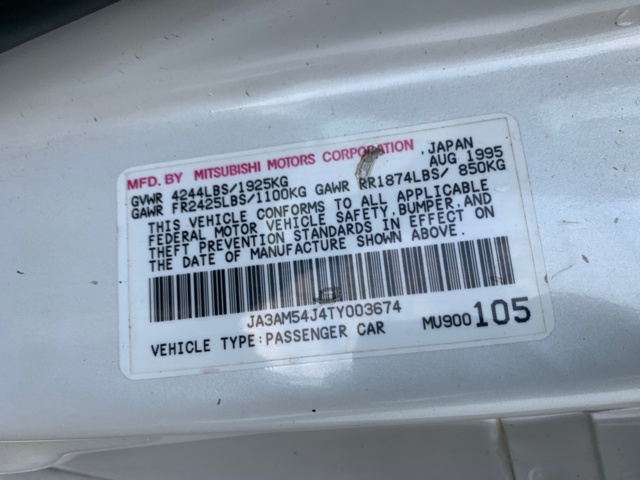 MFD. BY MITSUBISHI MOTORS CORPORATION , JAPAN
GVWR 4244LBS/1925KG AUG 1995
GAWR FR2425LBS/1100KG GAWR RR1874LBS/ 850KG
THIS VEHICLE CONFORMS TO ALL APPLICABLE
FEDERAL MOTOR VEHICLE SAFETY, BUMPER, AND
THEFT PREVENTION STANDARDS IN EFFECT ON
THE DATE OF MANUFACTURE SHOWN ABOVE.
JA3AM54J4TY003674
VEHICLE TYPE:PASSENGER CAR MU900105